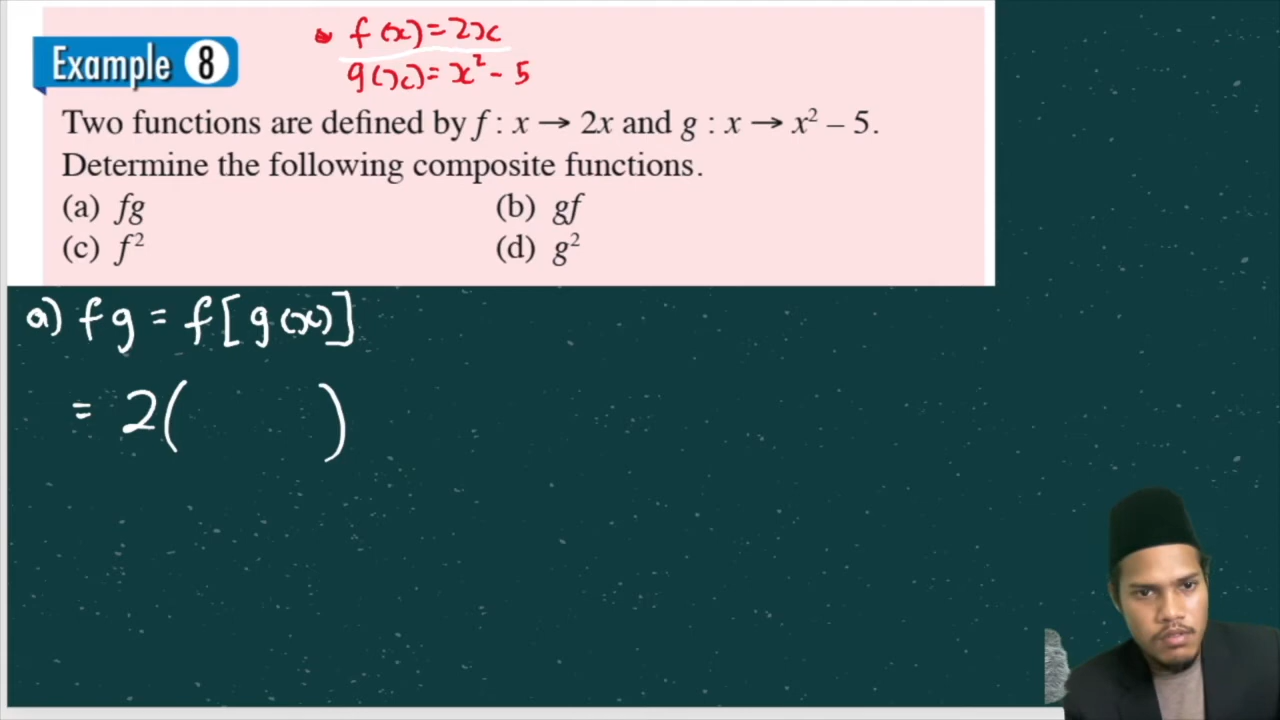 f(x)=2x
Example 8
g(x)=x²-5
Two functions are defined by f : x → 2x and g : x → x² – 5.
Determine the following composite functions.
(a) fg (b) gf
(c) f² (d) g²
a) fg = f[g(x)]
= 2( )